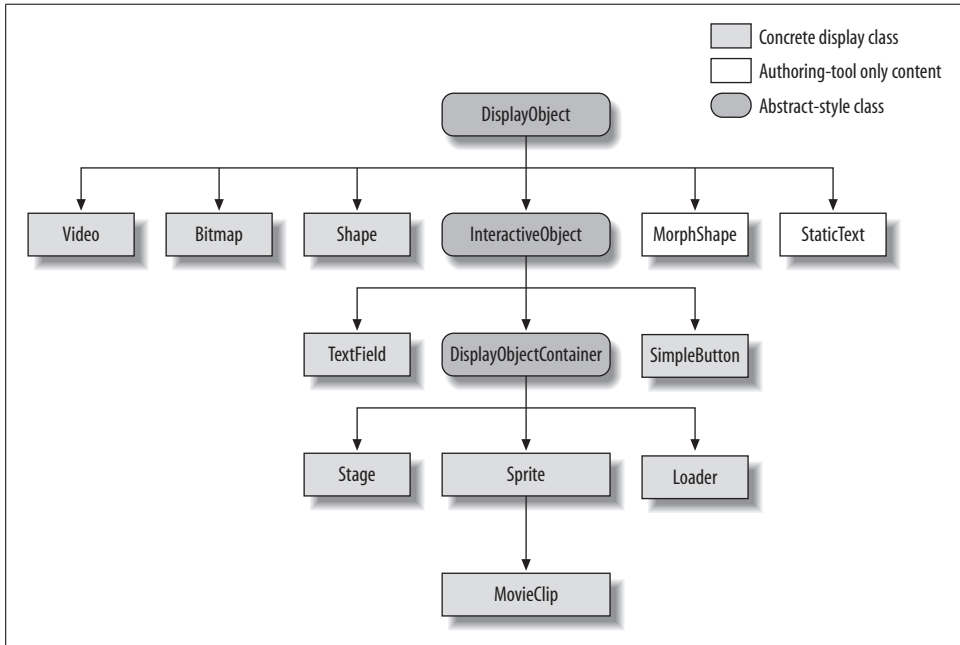 Concrete display class
Authoring-tool only content
Abstract-style class
DisplayObject
Video
Bitmap
Shape
InteractiveObject
MorphShape
StaticText
TextField
DisplayObjectContainer
SimpleButton
Stage
Sprite
Loader
MovieClip